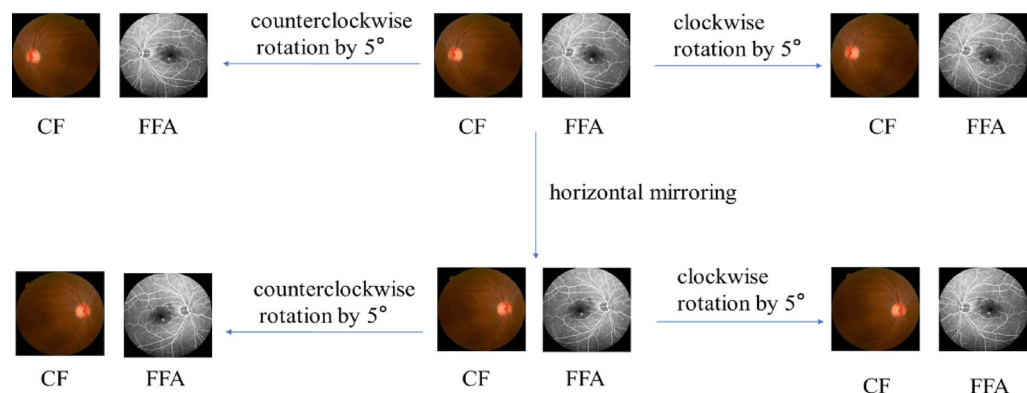 counterclockwise
rotation by 5°
clockwise
rotation by 5°
CF
FFA
CF
FFA
CF
FFA
horizontal mirroring
counterclockwise
rotation by 5°
clockwise
rotation by 5°
CF
FFA
CF
FFA
CF
FFA